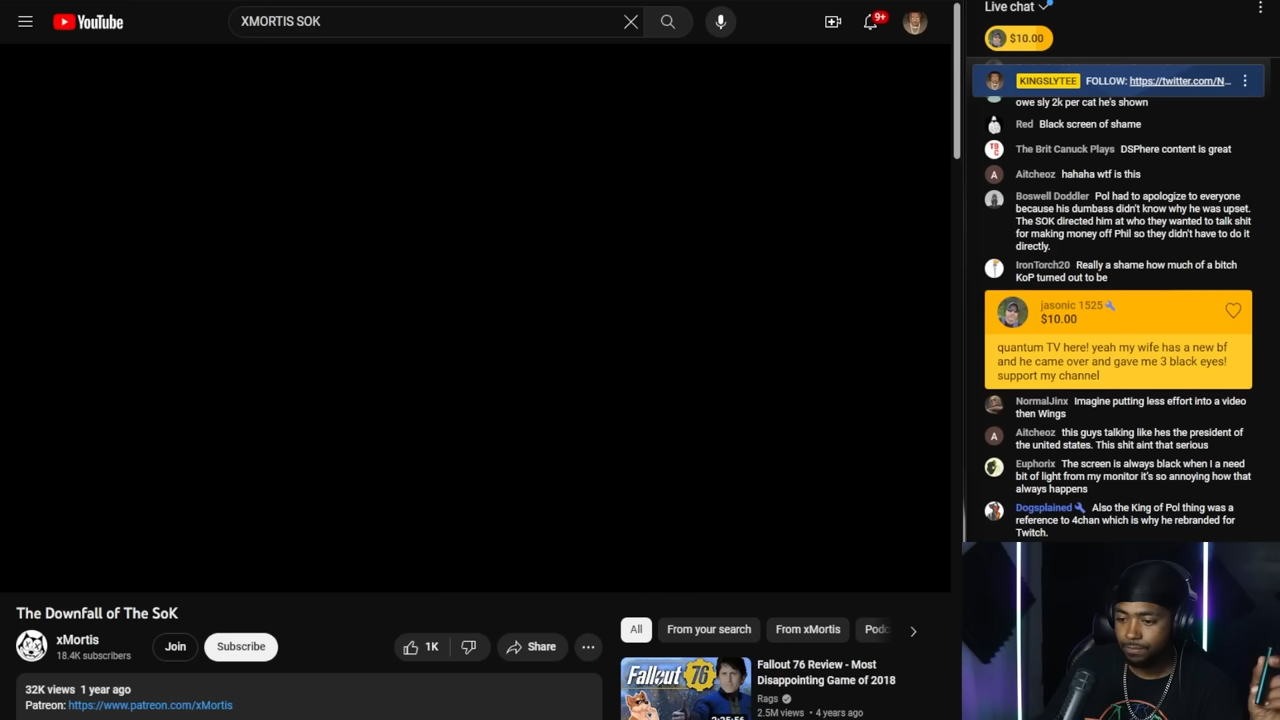 YouTube
XMORTIS SOK
9+
Live chat
$10.00
KINGSLYTEE FOLLOW: https://twitter.com/N...
owe sly 2k per cat he's shown
Red Black screen of shame
The Brit Canuck Plays DSPhere content is great
Aitcheoz hahaha wtf is this
Boswell Doddler Pol had to apologize to everyone
because his dumbass didn't know why he was upset.
The SOK directed him at who they wanted to talk shit
for making money off Phil so they didn't have to do it
directly.
IronTorch20 Really a shame how much of a bitch
KoP turned out to be
jasonic 1525
$10.00
quantum TV here! yeah my wife has a new bf
and he came over and gave me 3 black eyes!
support my channel
NormalJinx Imagine putting less effort into a video
then Wings
A Aitcheoz this guys talking like hes the president of
the united states. This shit aint that serious
Euphorix The screen is always black when I a need
bit of light from my monitor it's so annoying how that
always happens
Dogsplained Also the King of Pol thing was a
reference to 4chan which is why he rebranded for
Twitch.
The Downfall of The SoK
xMortis
18.4K subscribers
Join
Subscribe
1K
Share
32K views 1 year ago
Patreon: https://www.patreon.com/xMortis
All
From your search
From xMortis
Podc
Fallout 76
2:25:56
Fallout 76 Review - Most
Disappointing Game of 2018
Rags
2.5M views • 4 years ago